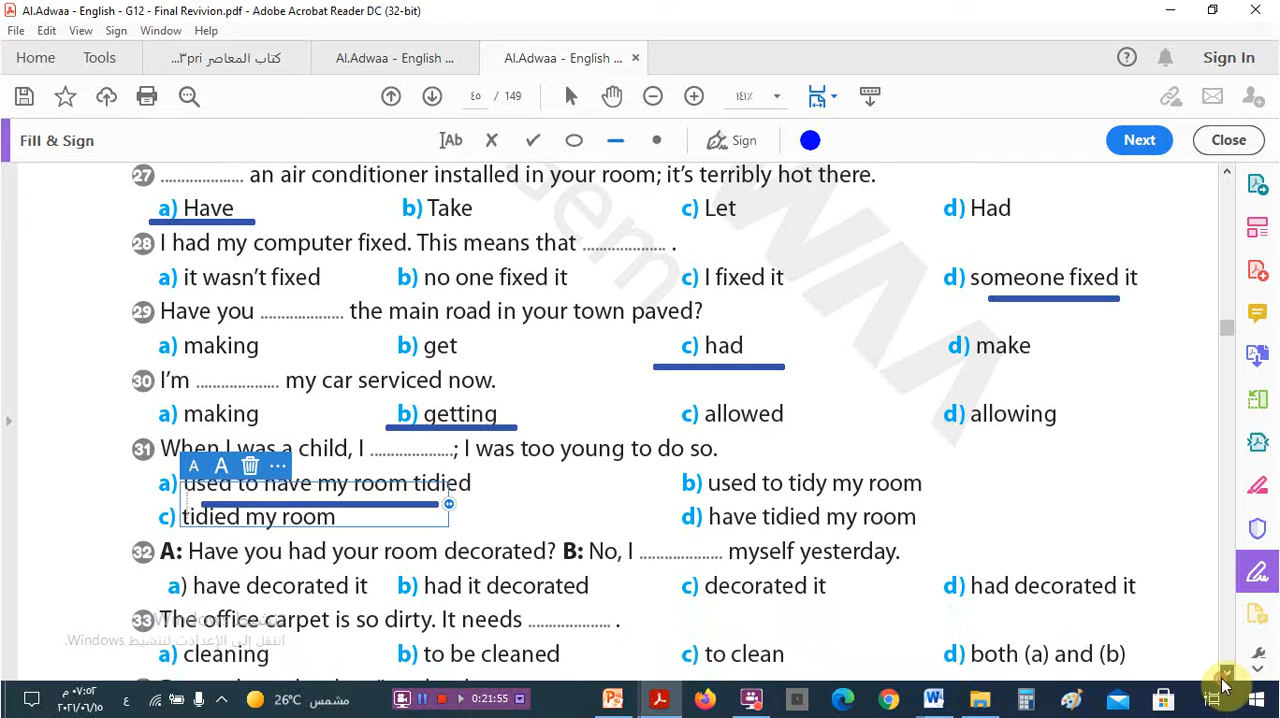 Al.Adwaa - English - G12 - Final Revivion.pdf - Adobe Acrobat Reader DC (32-bit)
File Edit View Sign Window Help
Home Tools ...كتاب المعاصر ٣pri Al.Adwaa - English ... Al.Adwaa - English ... × Sign In
٤٥ / 149 ١٤١٪
Fill & Sign Ab Sign Next Close
27 .................... an air conditioner installed in your room; it's terribly hot there.
a) Have b) Take c) Let d) Had
28 I had my computer fixed. This means that .................... .
a) it wasn't fixed b) no one fixed it c) I fixed it d) someone fixed it
29 Have you .................... the main road in your town paved?
a) making b) get c) had d) make
30 I'm .................... my car serviced now.
a) making b) getting c) allowed d) allowing
31 When I was a child, I ....................; I was too young to do so.
A A ...
a) used to have my room tidied b) used to tidy my room
c) tidied my room d) have tidied my room
32 A: Have you had your room decorated? B: No, I .................... myself yesterday.
a) have decorated it b) had it decorated c) decorated it d) had decorated it
33 The office carpet is so dirty. It needs .................... .
تنشيط Windows
انتقل إلى الإعدادات لتنشيط Windows.
a) cleaning b) to be cleaned c) to clean d) both (a) and (b)
٠٧:٥٢ م
٢٠٢١/٠٦/١٥
ع
26°C مشمس
0:21:55